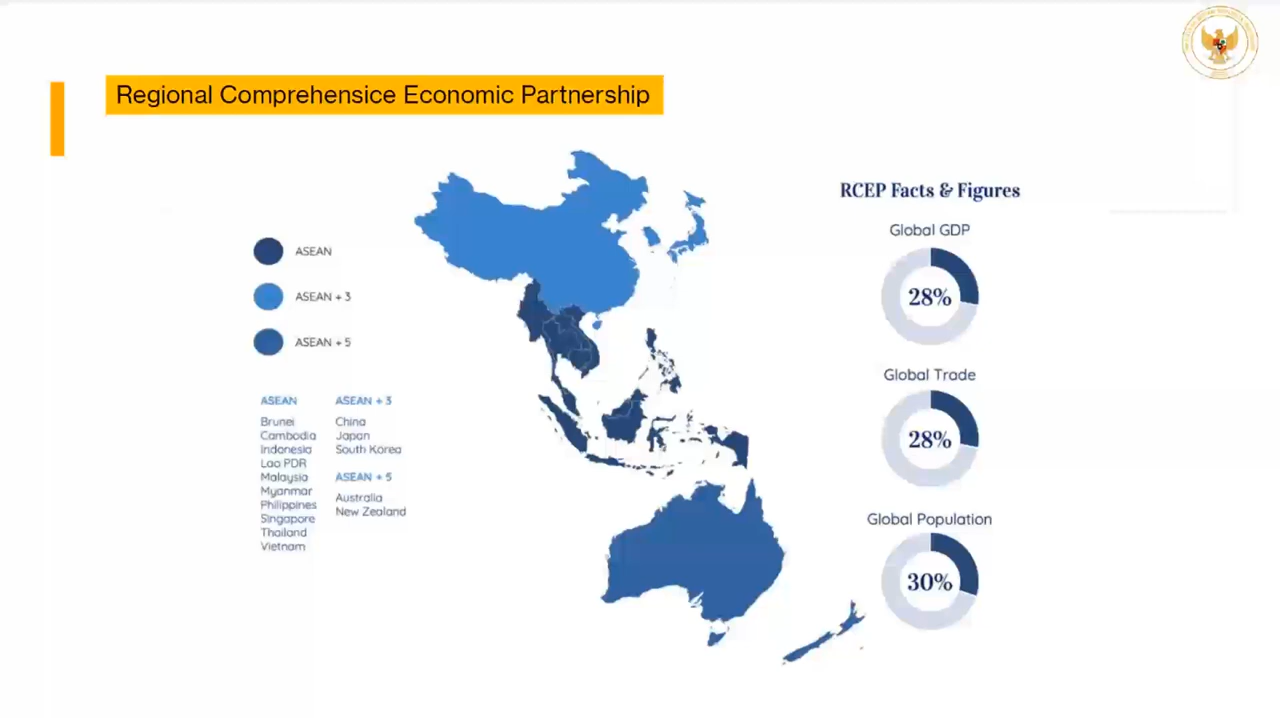 Regional Comprehensice Economic Partnership
ASEAN
ASEAN + 3
ASEAN + 5
ASEAN
Brunei
Cambodia
Indonesia
Lao PDR
Malaysia
Myanmar
Philippines
Singapore
Thailand
Vietnam
ASEAN + 3
China
Japan
South Korea
ASEAN + 5
Australia
New Zealand
RCEP Facts & Figures
Global GDP
28%
Global Trade
28%
Global Population
30%